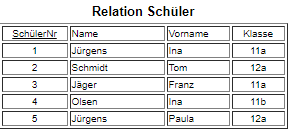 Relation Schüler
SchülerNr Name Vorname Klasse
1 Jürgens Ina 11a
2 Schmidt Tom 12a
3 Jäger Franz 11a
4 Olsen Ina 11b
5 Jürgens Paula 12a